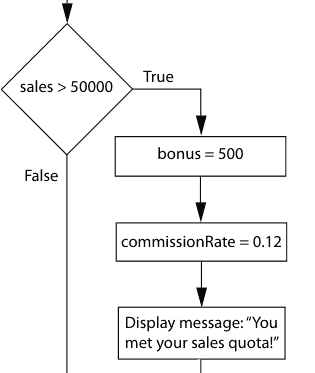 sales > 50000
True
bonus = 500
False
commissionRate = 0.12
Display message: “You
met your sales quota!”